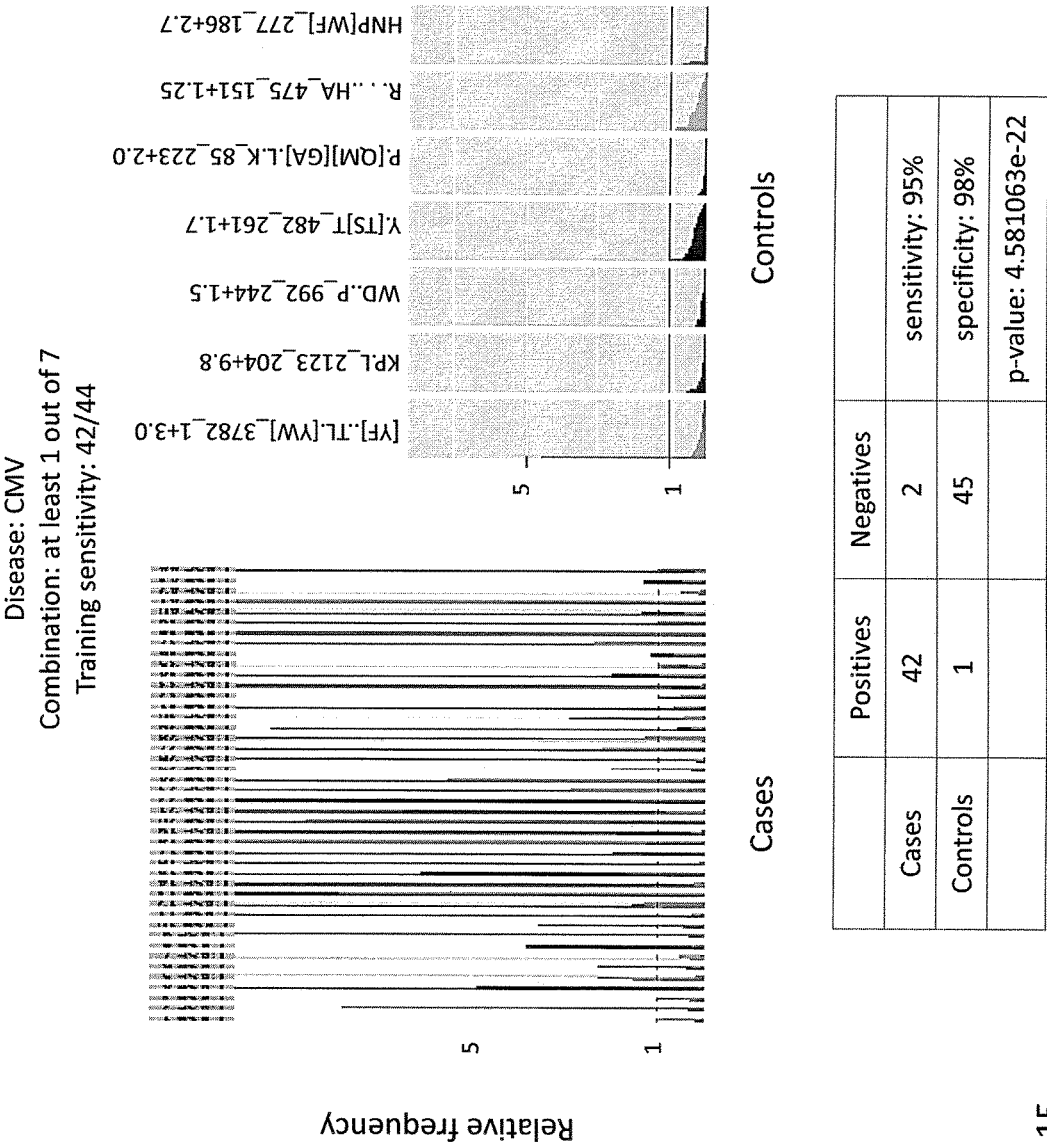 Disease: CMV
Combination: at least 1 out of 7
Training sensitivity: 42/44
Relative frequency
5
1
Cases
5
1
[YF]..TL[YW]_3782_1+3.0
KP.L_2123_204+9.8
WD..P_992_244+1.5
Y[TS]T_482_261+1.7
P.[QM][GA].L.K_85_223+2.0
R. . ..HA_475_151+1.25
HNP[WF]_277_186+2.7
Controls
Positives Negatives
Cases 42 2 sensitivity: 95%
Controls 1 45 specificity: 98%
p-value: 4.581063e-22